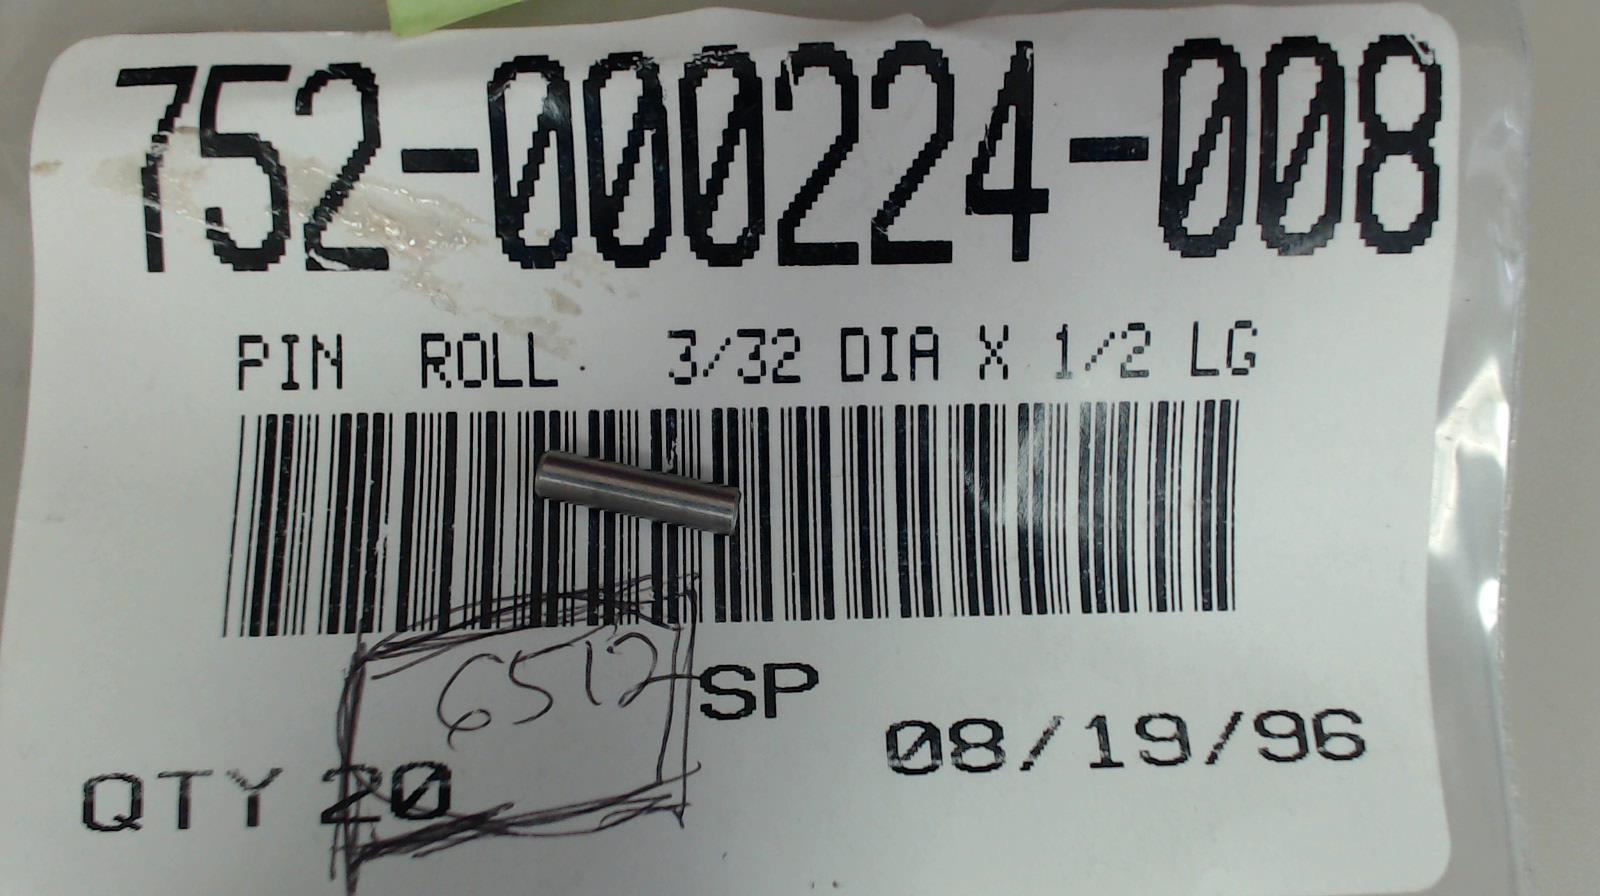 752-000224-008
PIN ROLL. 3/32 DIA X 1/2 LG
6512
SP
08/19/96
QTY 20